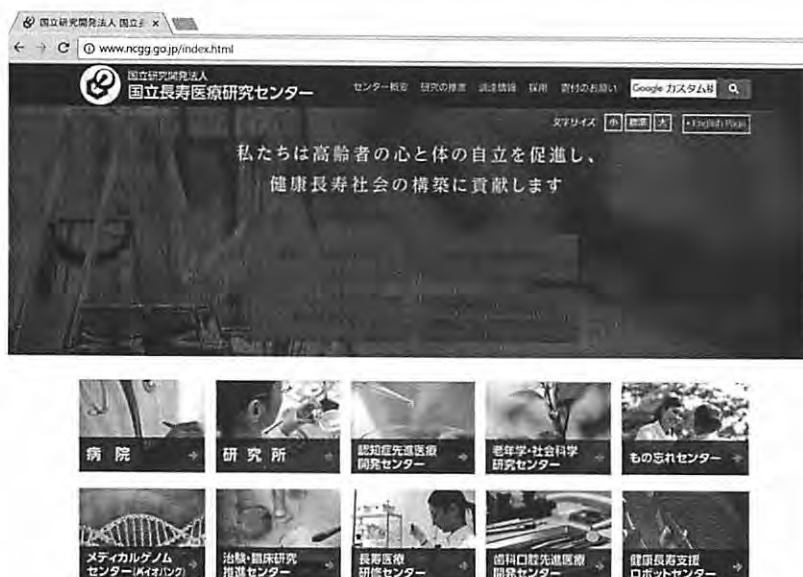 国立研究開発法人 国立長 ×
www.ncgg.go.jp/index.html
国立研究開発法人
国立長寿医療研究センター
センター概要 研究の推進 調達情報 採用 寄付のお願い Google カスタム検
文字サイズ 小 標準 大 English Page
私たちは高齢者の心と体の自立を促進し、
健康長寿社会の構築に貢献します
病院
研究所
認知症先進医療
開発センター
老年学・社会科学
研究センター
もの忘れセンター
メディカルゲノム
センター(バイオバンク)
治験・臨床研究
推進センター
長寿医療
研修センター
歯科口腔先進医療
開発センター
健康長寿支援
ロボットセンター